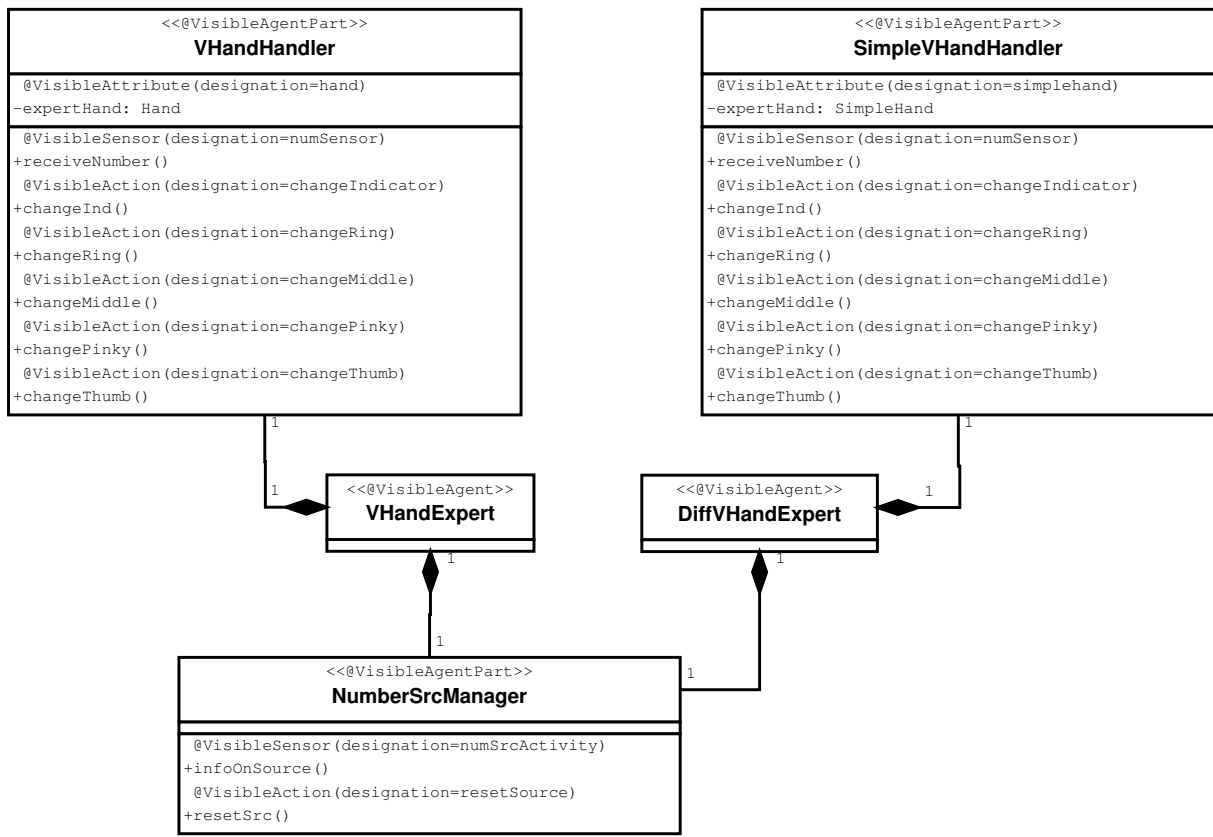 <<@VisibleAgentPart>>
VHandHandler
@VisibleAttribute(designation=hand)
-expertHand: Hand
@VisibleSensor(designation=numSensor)
+receiveNumber()
@VisibleAction(designation=changeIndicator)
+changeInd()
@VisibleAction(designation=changeRing)
+changeRing()
@VisibleAction(designation=changeMiddle)
+changeMiddle()
@VisibleAction(designation=changePinky)
+changePinky()
@VisibleAction(designation=changeThumb)
+changeThumb()
<<@VisibleAgentPart>>
SimpleVHandHandler
@VisibleAttribute(designation=simplehand)
-expertHand: SimpleHand
@VisibleSensor(designation=numSensor)
+receiveNumber()
@VisibleAction(designation=changeIndicator)
+changeInd()
@VisibleAction(designation=changeRing)
+changeRing()
@VisibleAction(designation=changeMiddle)
+changeMiddle()
@VisibleAction(designation=changePinky)
+changePinky()
@VisibleAction(designation=changeThumb)
+changeThumb()
1
1
1
1
<<@VisibleAgent>>
VHandExpert
<<@VisibleAgent>>
DiffVHandExpert
1
1
1
1
<<@VisibleAgentPart>>
NumberSrcManager
@VisibleSensor(designation=numSrcActivity)
+infoOnSource()
@VisibleAction(designation=resetSource)
+resetSrc()